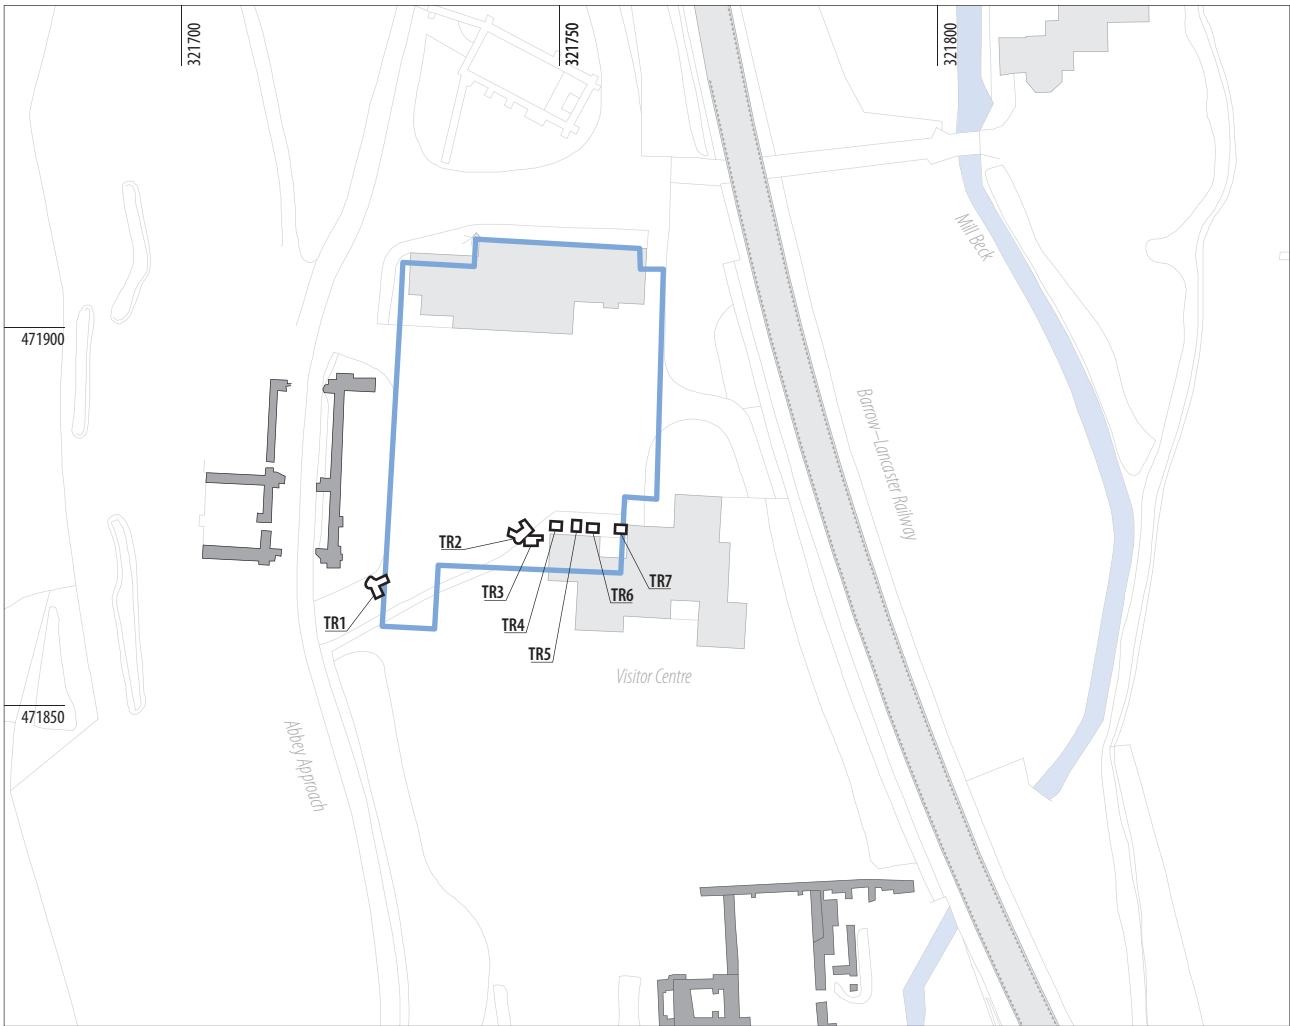 321700
321750
321800
Mill Beck
471900
Barrow–Lancaster Railway
TR2
TR3
TR4
TR5
TR6
TR7
TR1
Visitor Centre
471850
Abbey Approach